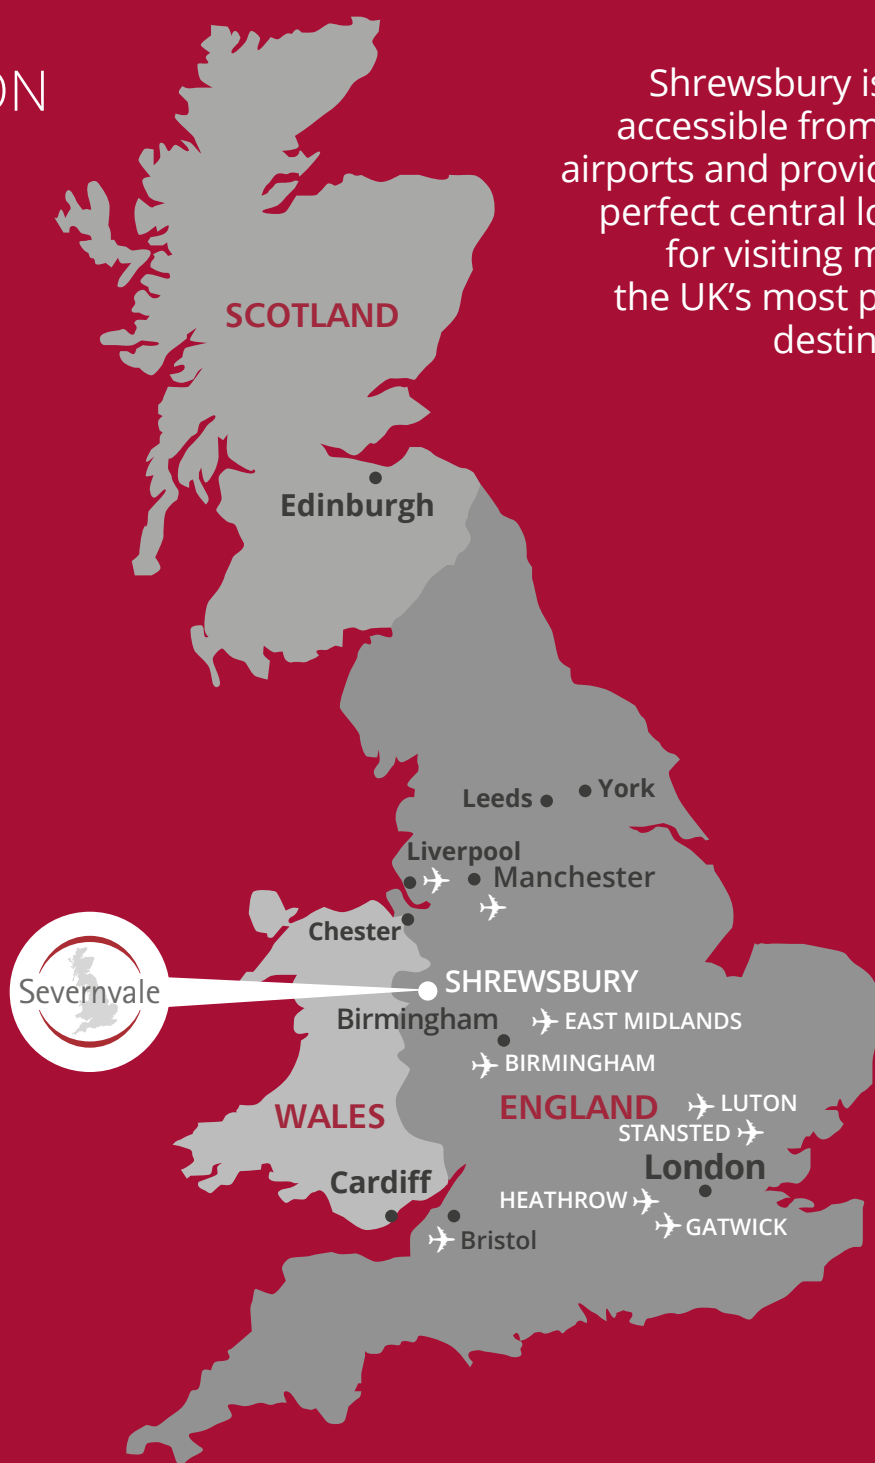 ON
Shrewsbury is
accessible from
airports and provid
perfect central lo
for visiting m
the UK's most p
destin
SCOTLAND
Edinburgh
Leeds
York
Liverpool
Manchester
Chester
Severnvale
SHREWSBURY
Birmingham
EAST MIDLANDS
BIRMINGHAM
WALES
ENGLAND
LUTON
STANSTED
London
Cardiff
HEATHROW
GATWICK
Bristol